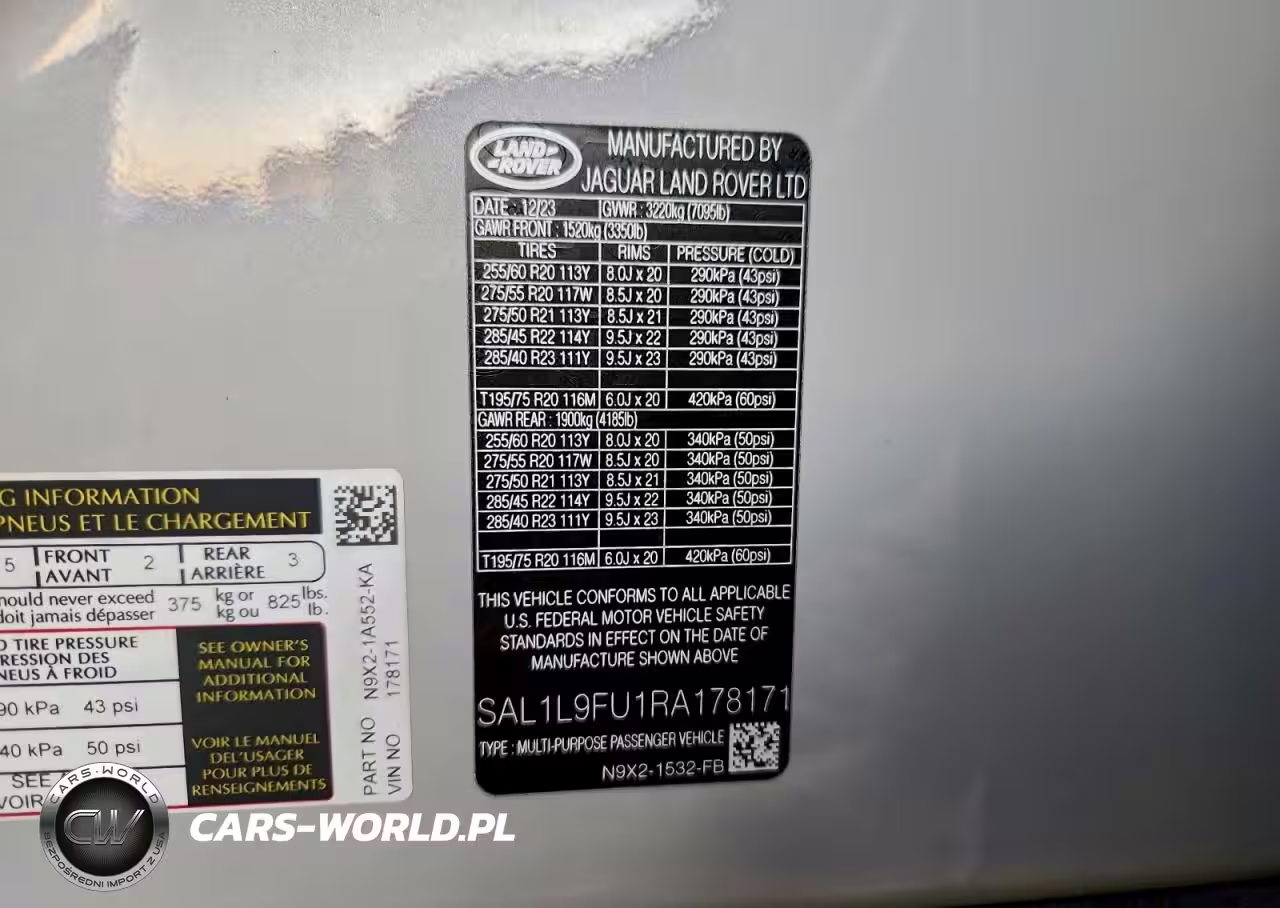 LAND ROVER
MANUFACTURED BY
JAGUAR LAND ROVER LTD
DATE : 12/23 GVWR : 3220kg (7095lb)
GAWR FRONT : 1520kg (3350lb)
TIRES RIMS PRESSURE (COLD)
255/60 R20 113Y 8.0J x 20 290kPa (43psi)
275/55 R20 117W 8.5J x 20 290kPa (43psi)
275/50 R21 113Y 8.5J x 21 290kPa (43psi)
285/45 R22 114Y 9.5J x 22 290kPa (43psi)
285/40 R23 111Y 9.5J x 23 290kPa (43psi)
T195/75 R20 116M 6.0J x 20 420kPa (60psi)
GAWR REAR : 1900kg (4185lb)
255/60 R20 113Y 8.0J x 20 340kPa (50psi)
275/55 R20 117W 8.5J x 20 340kPa (50psi)
275/50 R21 113Y 8.5J x 21 340kPa (50psi)
285/45 R22 114Y 9.5J x 22 340kPa (50psi)
285/40 R23 111Y 9.5J x 23 340kPa (50psi)
T195/75 R20 116M 6.0J x 20 420kPa (60psi)
THIS VEHICLE CONFORMS TO ALL APPLICABLE
U.S. FEDERAL MOTOR VEHICLE SAFETY
STANDARDS IN EFFECT ON THE DATE OF
MANUFACTURE SHOWN ABOVE
SAL1L9FU1RA178171
TYPE : MULTI-PURPOSE PASSENGER VEHICLE
N9X2-1532-FB
G INFORMATION
PNEUS ET LE CHARGEMENT
5 FRONT 2 REAR 3
AVANT ARRIÈRE
hould never exceed 375 kg or 825 lbs.
doit jamais dépasser kg ou lb.
D TIRE PRESSURE
RESSION DES
NEUS À FROID
90 kPa 43 psi
40 kPa 50 psi
SEE
VOIR
SEE OWNER'S
MANUAL FOR
ADDITIONAL
INFORMATION
VOIR LE MANUEL
DEL'USAGER
POUR PLUS DE
RENSEIGNEMENTS
PART NO N9X2-1A552-KA
VIN NO 178171
CARS-WORLD
CW
BEZPOŚREDNI IMPORT Z USA
CARS-WORLD.PL